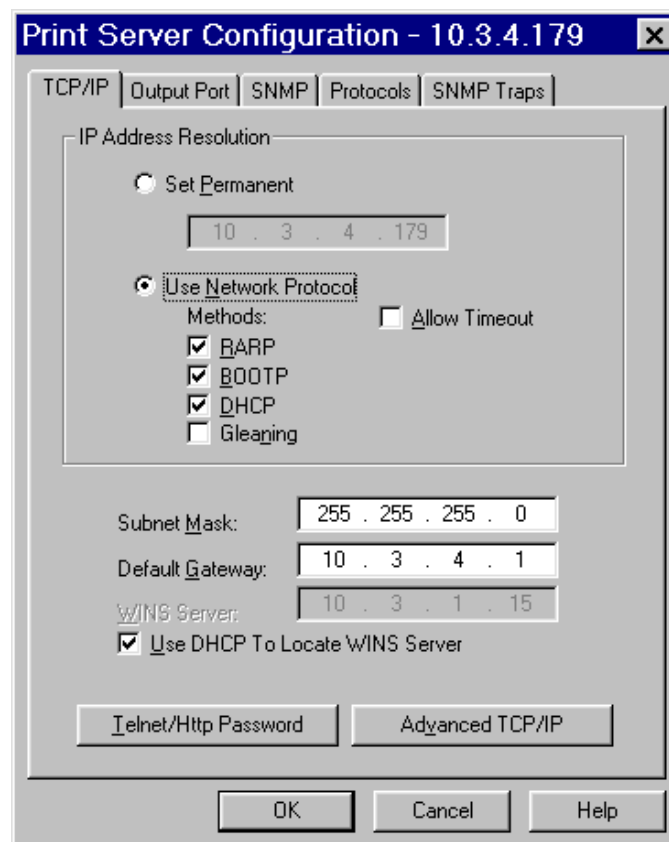 Print Server Configuration - 10.3.4.179
TCP/IP Output Port SNMP Protocols SNMP Traps
IP Address Resolution
Set Permanent
10 . 3 . 4 . 179
Use Network Protocol
Methods: Allow Timeout
RARP
BOOTP
DHCP
Gleaning
Subnet Mask: 255 . 255 . 255 . 0
Default Gateway: 10 . 3 . 4 . 1
WINS Server: 10 . 3 . 1 . 15
Use DHCP To Locate WINS Server
Telnet/Http Password Advanced TCP/IP
OK Cancel Help